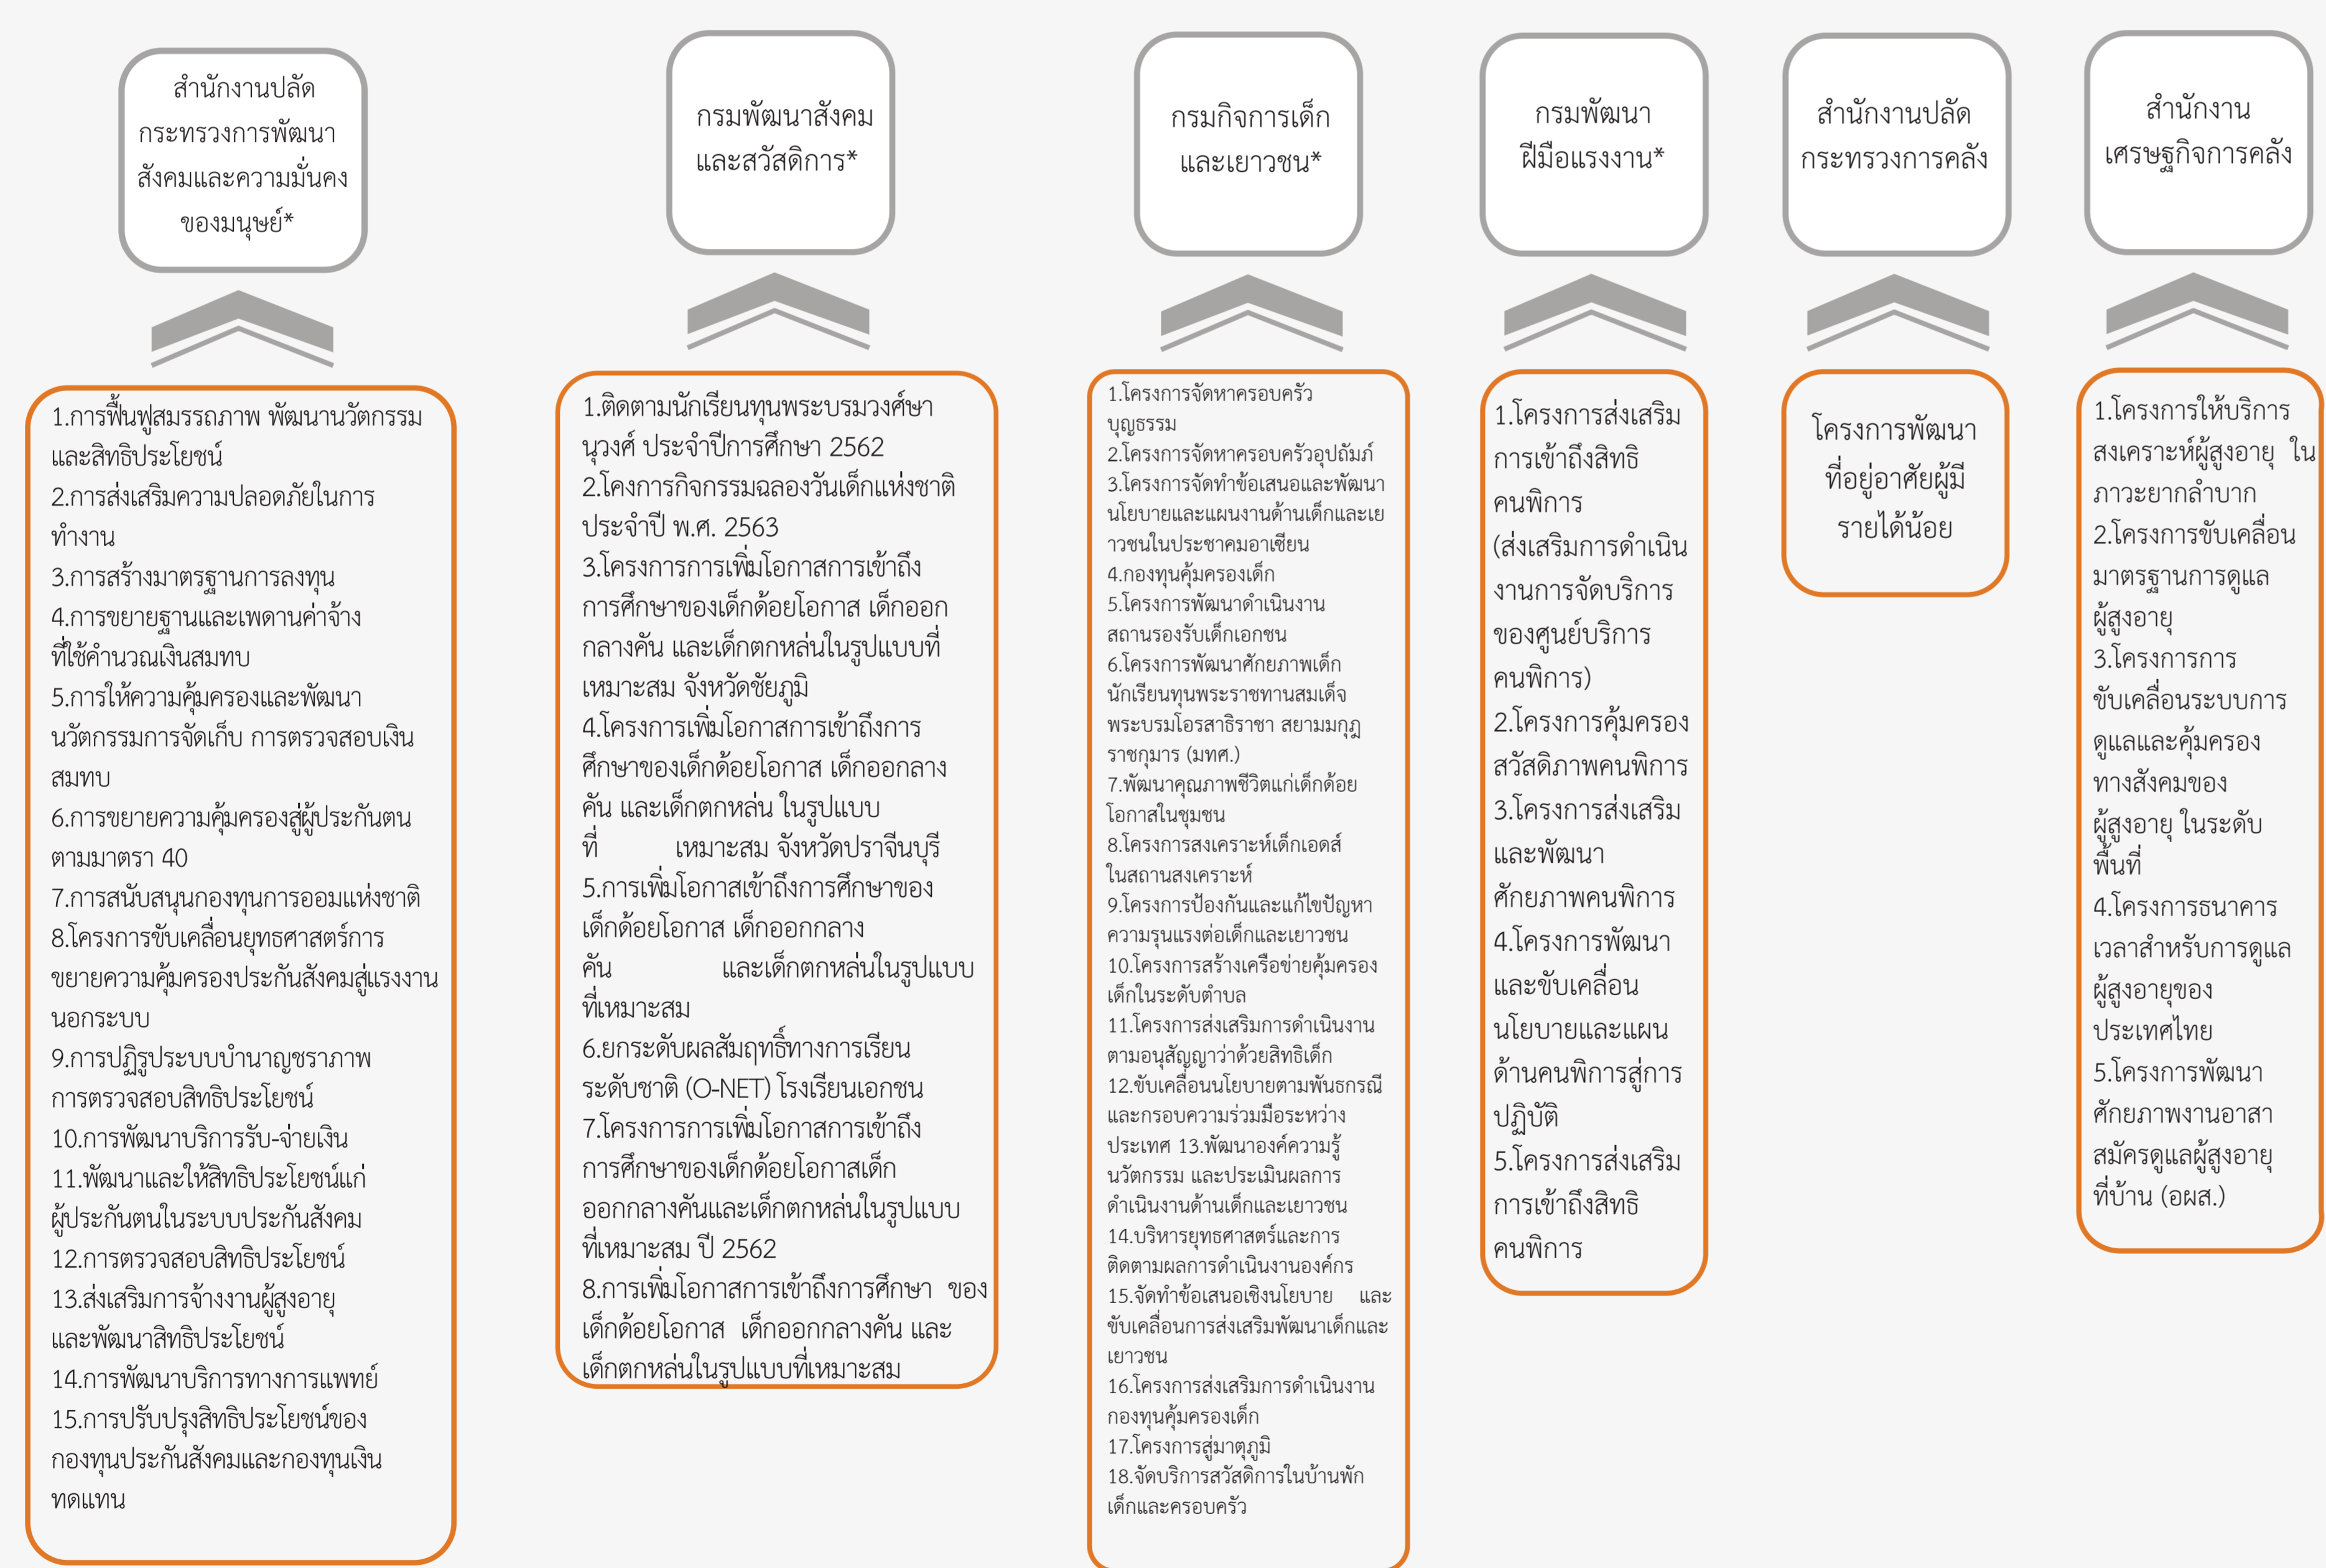 สำนักงานปลัด
กระทรวงการพัฒนา
สังคมและความมั่นคง
ของมนุษย์*
1.การฟื้นฟูสมรรถภาพ พัฒนานวัตกรรม
และสิทธิประโยชน์
2.การส่งเสริมความปลอดภัยในการ
ทำงาน
3.การสร้างมาตรฐานการลงทุน
4.การขยายฐานและเพดานค่าจ้าง
ที่ใช้คำนวณเงินสมทบ
5.การให้ความคุ้มครองและพัฒนา
นวัตกรรมการจัดเก็บ การตรวจสอบเงิน
สมทบ
6.การขยายความคุ้มครองสู่ผู้ประกันตน
ตามมาตรา 40
7.การสนับสนุนกองทุนการออมแห่งชาติ
8.โครงการขับเคลื่อนยุทธศาสตร์การ
ขยายความคุ้มครองประกันสังคมสู่แรงงาน
นอกระบบ
9.การปฏิรูประบบบำนาญชราภาพ
การตรวจสอบสิทธิประโยชน์
10.การพัฒนาบริการรับ-จ่ายเงิน
11.พัฒนาและให้สิทธิประโยชน์แก่
ผู้ประกันตนในระบบประกันสังคม
12.การตรวจสอบสิทธิประโยชน์
13.ส่งเสริมการจ้างงานผู้สูงอายุ
และพัฒนาสิทธิประโยชน์
14.การพัฒนาบริการทางการแพทย์
15.การปรับปรุงสิทธิประโยชน์ของ
กองทุนประกันสังคมและกองทุนเงิน
ทดแทน
กรมพัฒนาสังคม
และสวัสดิการ*
1.ติดตามนักเรียนทุนพระบรมวงศ์ษา
นุวงศ์ ประจำปีการศึกษา 2562
2.โคงการกิจกรรมฉลองวันเด็กแห่งชาติ
ประจำปี พ.ศ. 2563
3.โครงการการเพิ่มโอกาสการเข้าถึง
การศึกษาของเด็กด้อยโอกาส เด็กออก
กลางคัน และเด็กตกหล่นในรูปแบบที่
เหมาะสม จังหวัดชัยภูมิ
4.โครงการเพิ่มโอกาสการเข้าถึงการ
ศึกษาของเด็กด้อยโอกาส เด็กออกลาง
คัน และเด็กตกหล่น ในรูปแบบ
ที่ เหมาะสม จังหวัดปราจีนบุรี
5.การเพิ่มโอกาสเข้าถึงการศึกษาของ
เด็กด้อยโอกาส เด็กออกกลาง
คัน และเด็กตกหล่นในรูปแบบ
ที่เหมาะสม
6.ยกระดับผลสัมฤทธิ์ทางการเรียน
ระดับชาติ (O-NET) โรงเรียนเอกชน
7.โครงการการเพิ่มโอกาสการเข้าถึง
การศึกษาของเด็กด้อยโอกาสเด็ก
ออกกลางคันและเด็กตกหล่นในรูปแบบ
ที่เหมาะสม ปี 2562
8.การเพิ่มโอกาสการเข้าถึงการศึกษา ของ
เด็กด้อยโอกาส เด็กออกกลางคัน และ
เด็กตกหล่นในรูปแบบที่เหมาะสม
กรมกิจการเด็ก
และเยาวชน*
1.โครงการจัดหาครอบครัว
บุญธรรม
2.โครงการจัดหาครอบครัวอุปถัมภ์
3.โครงการจัดทำข้อเสนอและพัฒนา
นโยบายและแผนงานด้านเด็กและเย
าวชนในประชาคมอาเซียน
4.กองทุนคุ้มครองเด็ก
5.โครงการพัฒนาดำเนินงาน
สถานรองรับเด็กเอกชน
6.โครงการพัฒนาศักยภาพเด็ก
นักเรียนทุนพระราชทานสมเด็จ
พระบรมโอรสาธิราชา สยามมกุฎ
ราชกุมาร (มทศ.)
7.พัฒนาคุณภาพชีวิตแก่เด็กด้อย
โอกาสในชุมชน
8.โครงการสงเคราะห์เด็กเอดส์
ในสถานสงเคราะห์
9.โครงการป้องกันและแก้ไขปัญหา
ความรุนแรงต่อเด็กและเยาวชน
10.โครงการสร้างเครือข่ายคุ้มครอง
เด็กในระดับตำบล
11.โครงการส่งเสริมการดำเนินงาน
ตามอนุสัญญาว่าด้วยสิทธิเด็ก
12.ขับเคลื่อนนโยบายตามพันธกรณี
และกรอบความร่วมมือระหว่าง
ประเทศ 13.พัฒนาองค์ความรู้
นวัตกรรม และประเมินผลการ
ดำเนินงานด้านเด็กและเยาวชน
14.บริหารยุทธศาสตร์และการ
ติดตามผลการดำเนินงานองค์กร
15.จัดทำข้อเสนอเชิงนโยบาย และ
ขับเคลื่อนการส่งเสริมพัฒนาเด็กและ
เยาวชน
16.โครงการส่งเสริมการดำเนินงาน
กองทุนคุ้มครองเด็ก
17.โครงการสู่มาตุภูมิ
18.จัดบริการสวัสดิการในบ้านพัก
เด็กและครอบครัว
กรมพัฒนา
ฝีมือแรงงาน*
1.โครงการส่งเสริม
การเข้าถึงสิทธิ
คนพิการ
(ส่งเสริมการดำเนิน
งานการจัดบริการ
ของศูนย์บริการ
คนพิการ)
2.โครงการคุ้มครอง
สวัสดิภาพคนพิการ
3.โครงการส่งเสริม
และพัฒนา
ศักยภาพคนพิการ
4.โครงการพัฒนา
และขับเคลื่อน
นโยบายและแผน
ด้านคนพิการสู่การ
ปฏิบัติ
5.โครงการส่งเสริม
การเข้าถึงสิทธิ
คนพิการ
สำนักงานปลัด
กระทรวงการคลัง
โครงการพัฒนา
ที่อยู่อาศัยผู้มี
รายได้น้อย
สำนักงาน
เศรษฐกิจการคลัง
1.โครงการให้บริการ
สงเคราะห์ผู้สูงอายุ ใน
ภาวะยากลำบาก
2.โครงการขับเคลื่อน
มาตรฐานการดูแล
ผู้สูงอายุ
3.โครงการการ
ขับเคลื่อนระบบการ
ดูแลและคุ้มครอง
ทางสังคมของ
ผู้สูงอายุ ในระดับ
พื้นที่
4.โครงการธนาคาร
เวลาสำหรับการดูแล
ผู้สูงอายุของ
ประเทศไทย
5.โครงการพัฒนา
ศักยภาพงานอาสา
สมัครดูแลผู้สูงอายุ
ที่บ้าน (อผส.)